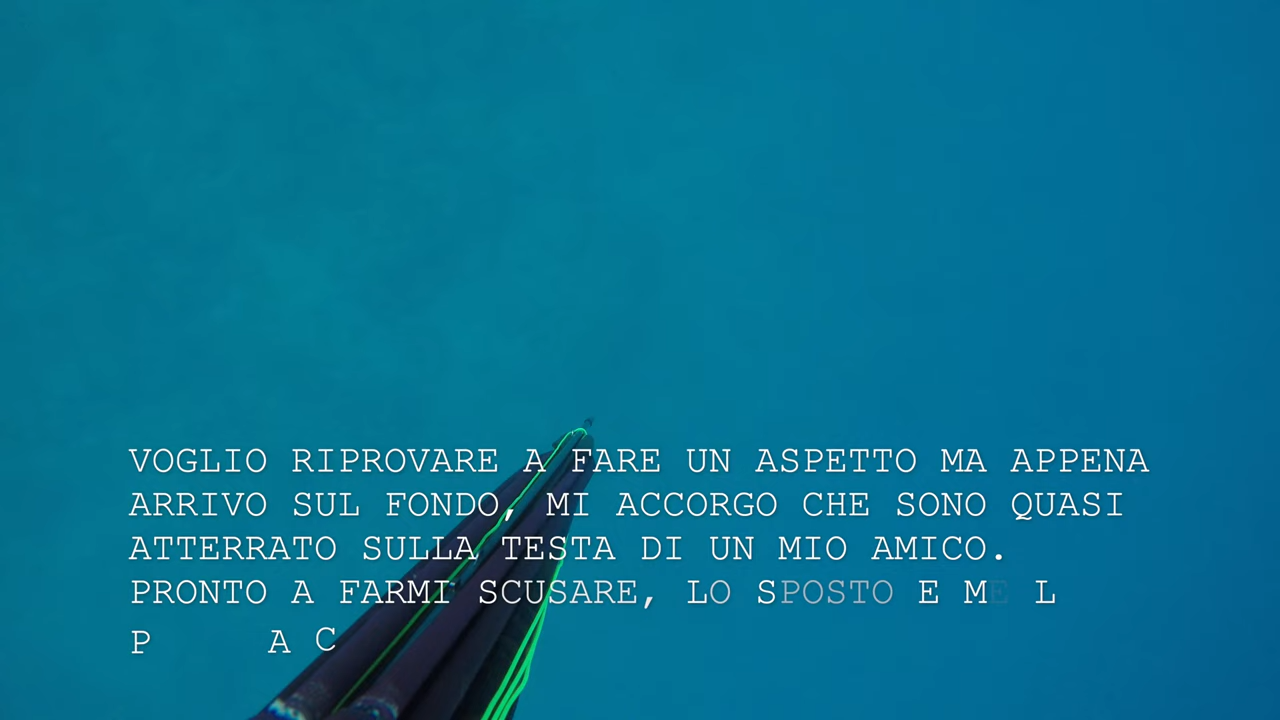 VOGLIO RIPROVARE A FARE UN ASPETTO MA APPENA
ARRIVO SUL FONDO, MI ACCORGO CHE SONO QUASI
ATTERRATO SULLA TESTA DI UN MIO AMICO.
PRONTO A FARMI SCUSARE, LO SPOSTO E ME L
P A C